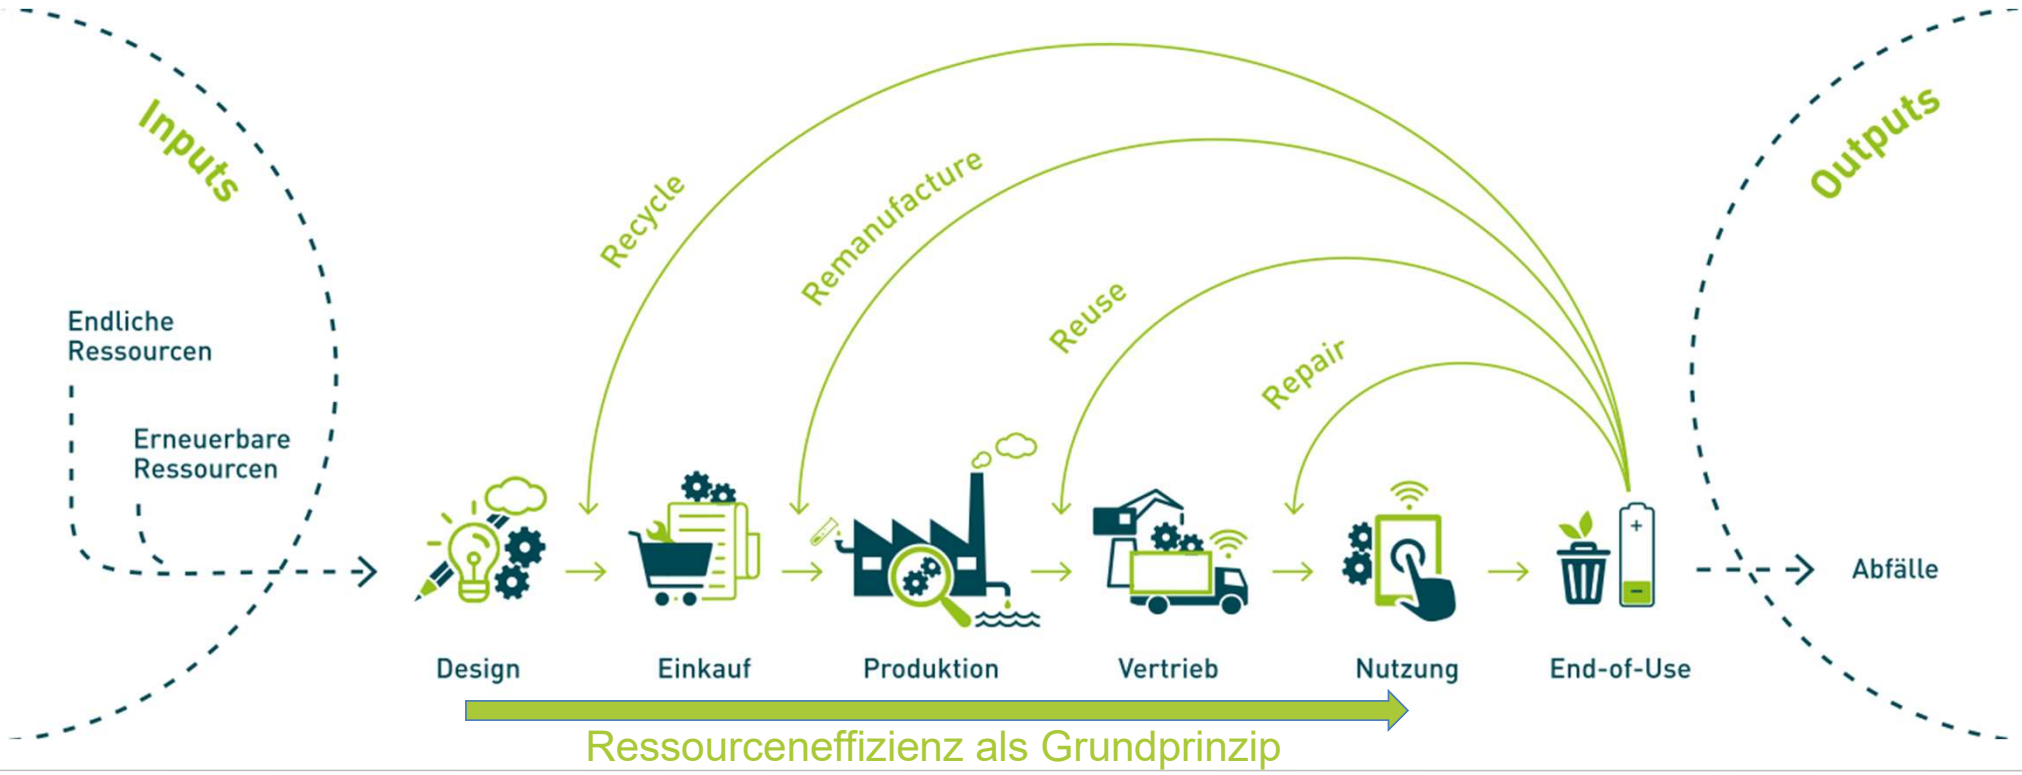 Inputs
Outputs
Recycle
Remanufacture
Reuse
Repair
Endliche
Ressourcen
Erneuerbare
Ressourcen
+
-
Abfälle
Design
Einkauf
Produktion
Vertrieb
Nutzung
End-of-Use
Ressourceneffizienz als Grundprinzip